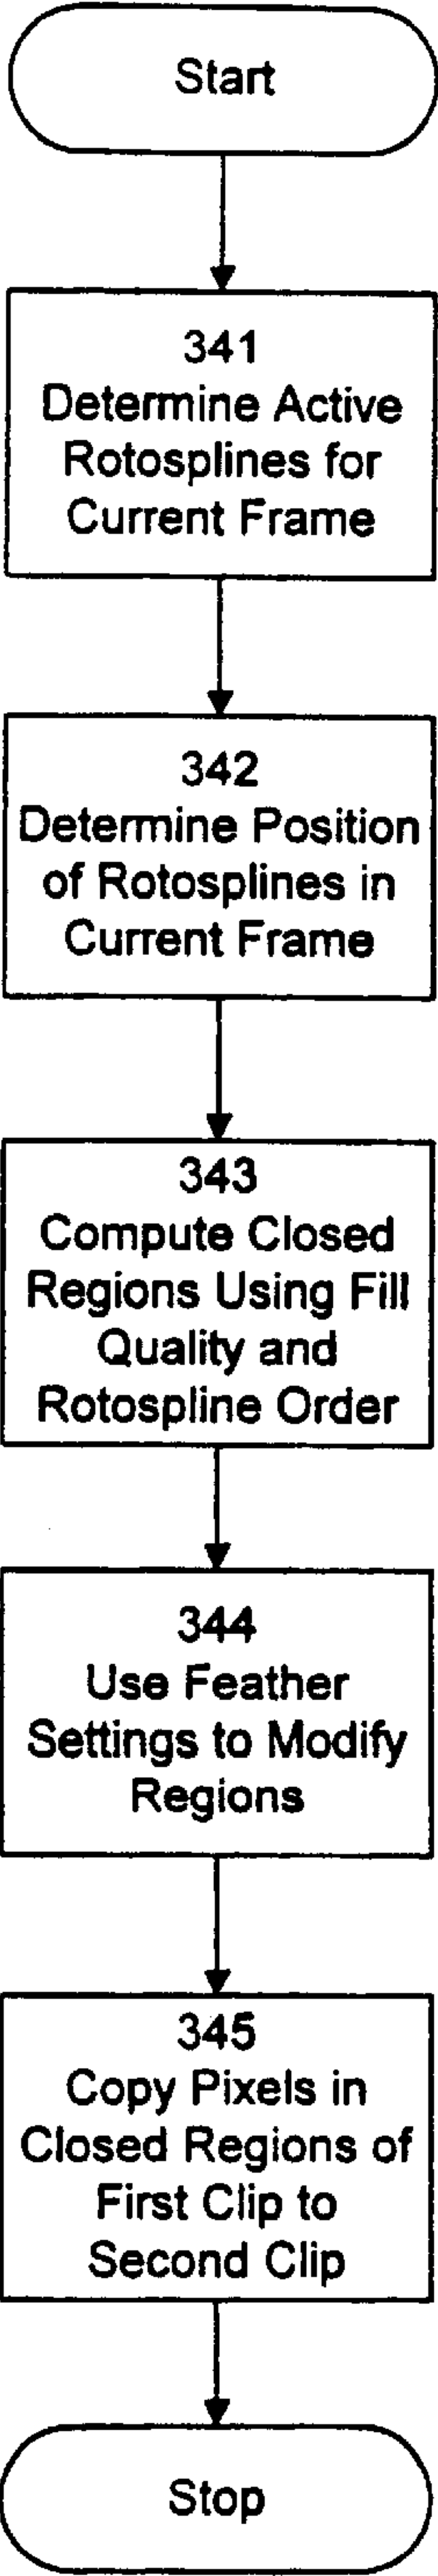 Start
341
Determine Active
Rotosplines for
Current Frame
342
Determine Position
of Rotosplines in
Current Frame
343
Compute Closed
Regions Using Fill
Quality and
Rotospline Order
344
Use Feather
Settings to Modify
Regions
345
Copy Pixels in
Closed Regions of
First Clip to
Second Clip
Stop